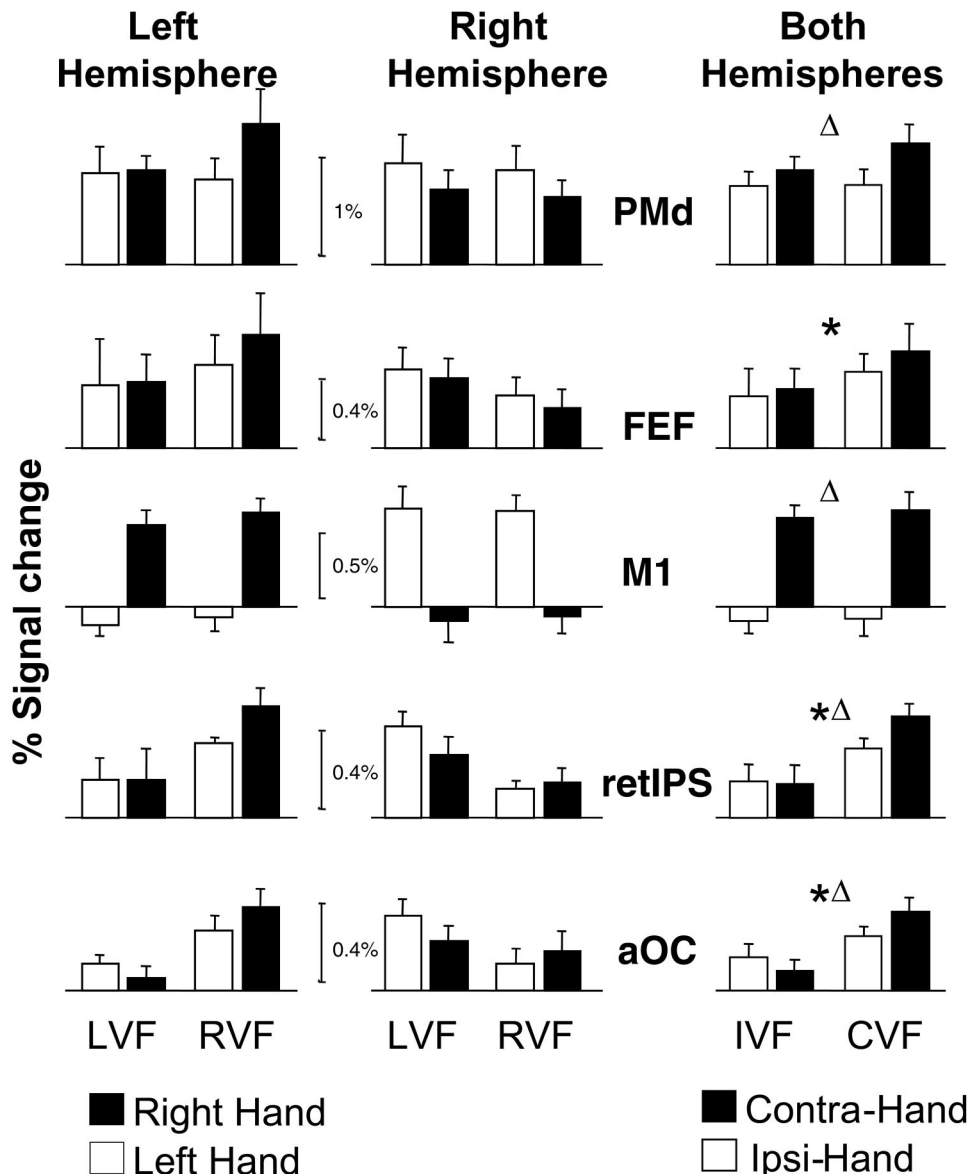 Left
Hemisphere
Right
Hemisphere
Both
Hemispheres
% Signal change
1%
PMd
Δ
0.4%
FEF
*
0.5%
M1
Δ
0.4%
retIPS
*Δ
0.4%
aOC
*Δ
LVF RVF
LVF RVF
IVF CVF
Right Hand
Left Hand
Contra-Hand
Ipsi-Hand